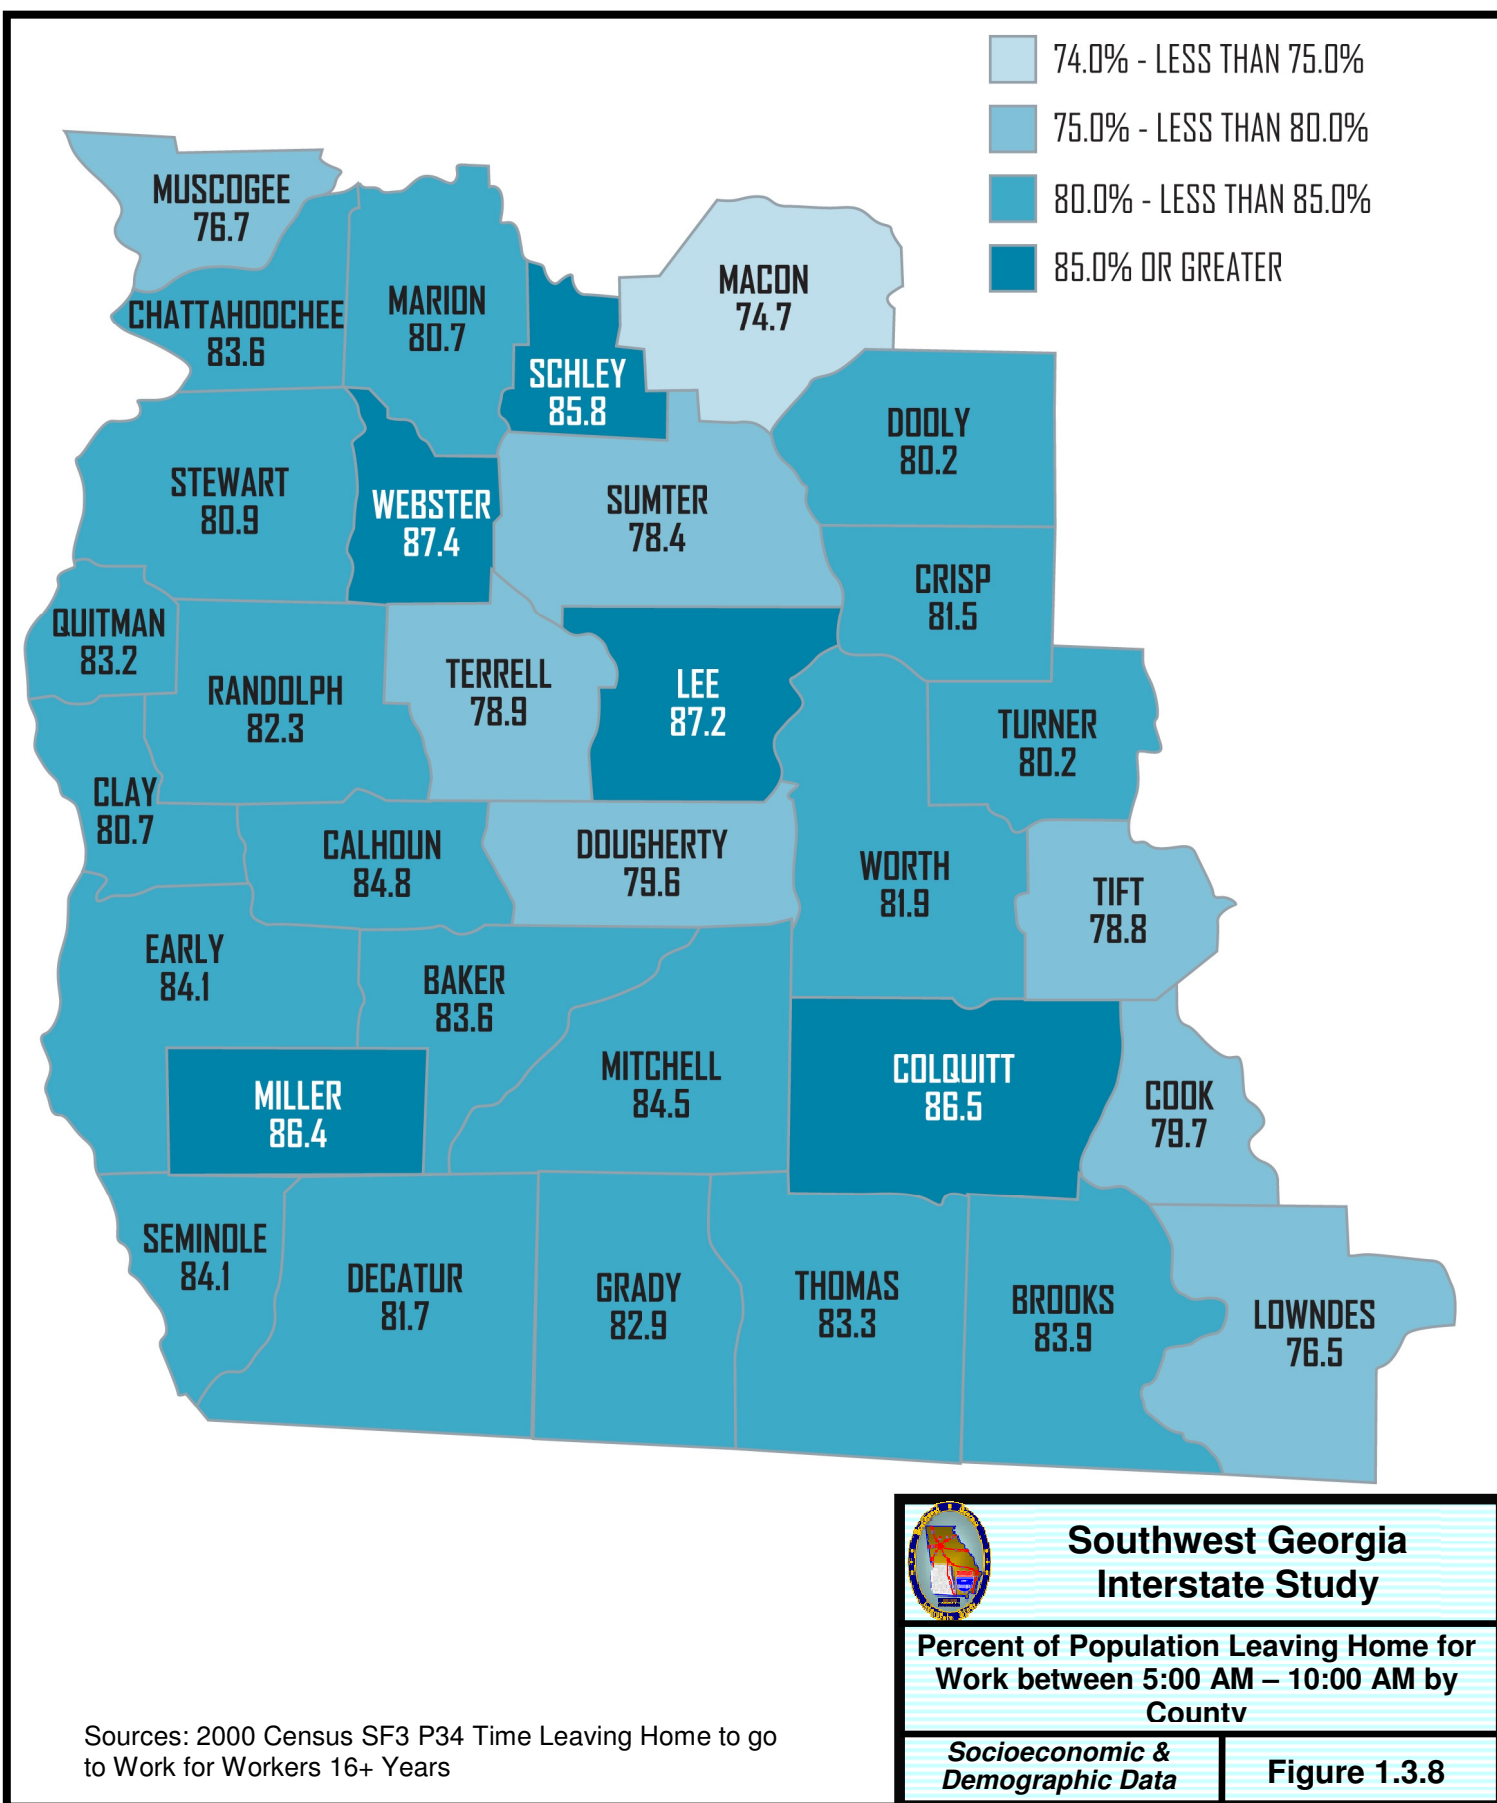 74.0% - LESS THAN 75.0%
75.0% - LESS THAN 80.0%
80.0% - LESS THAN 85.0%
85.0% OR GREATER
MUSCOGEE
76.7
CHATTAHOOCHEE
83.6
MARION
80.7
SCHLEY
85.8
MACON
74.7
DOOLY
80.2
STEWART
80.9
WEBSTER
87.4
SUMTER
78.4
CRISP
81.5
QUITMAN
83.2
RANDOLPH
82.3
TERRELL
78.9
LEE
87.2
TURNER
80.2
CLAY
80.7
CALHOUN
84.8
DOUGHERTY
79.6
WORTH
81.9
TIFT
78.8
EARLY
84.1
BAKER
83.6
MITCHELL
84.5
COLQUITT
86.5
COOK
79.7
MILLER
86.4
SEMINOLE
84.1
DECATUR
81.7
GRADY
82.9
THOMAS
83.3
BROOKS
83.9
LOWNDES
76.5
Southwest Georgia
Interstate Study
Percent of Population Leaving Home for
Work between 5:00 AM – 10:00 AM by
County
Socioeconomic &
Demographic Data
Figure 1.3.8
Sources: 2000 Census SF3 P34 Time Leaving Home to go
to Work for Workers 16+ Years